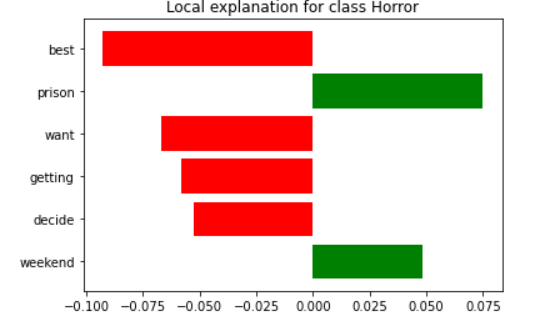 Local explanation for class Horror
best
prison
want
getting
decide
weekend
−0.100 −0.075 −0.050 −0.025 0.000 0.025 0.050 0.075